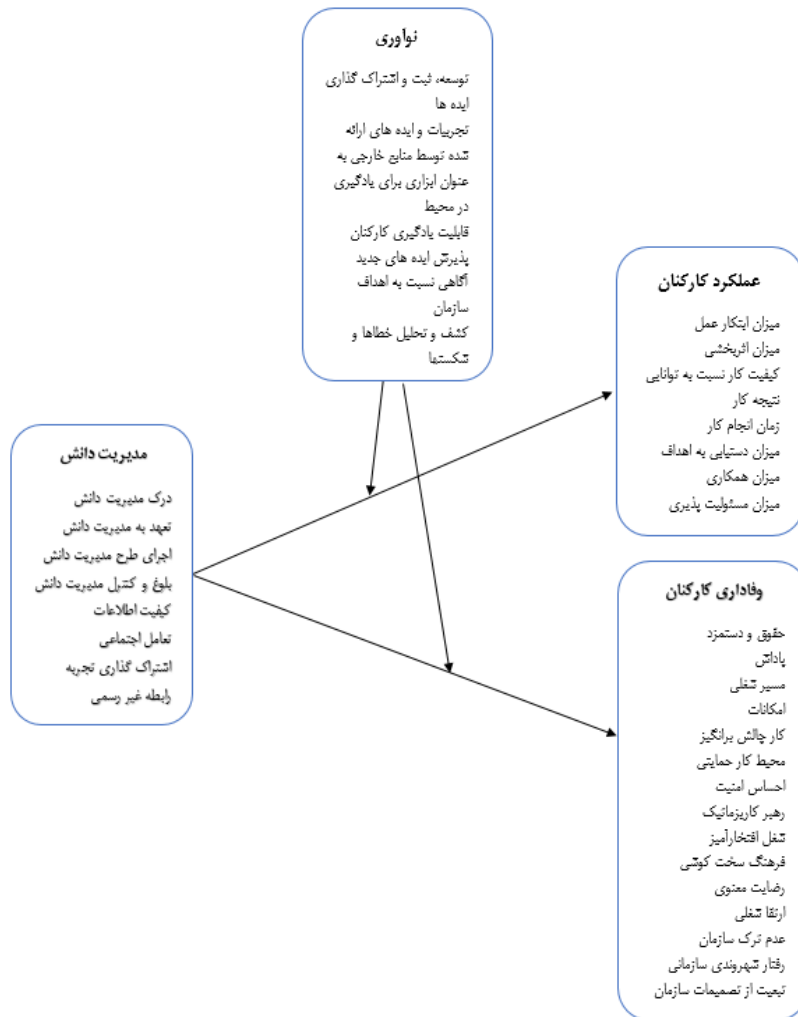 نوآوری
توسعه، ثبت و اشتراک گذاری
ایده ها
تجربیات و ایده های ارائه
شده توسط منابع خارجی به
عنوان ابزاری برای یادگیری
در محیط
قابلیت یادگیری کارکنان
پذیرش ایده های جدید
آگاهی نسبت به اهداف
سازمان
کشف و تحلیل خطاها و
شکستها
عملکرد کارکنان
میزان ابتکار عمل
میزان اثربخشی
کیفیت کار نسبت به توانایی
نتیجه کار
زمان انجام کار
میزان دستیابی به اهداف
میزان همکاری
میزان مسئولیت پذیری
مدیریت دانش
درک مدیریت دانش
تعهد به مدیریت دانش
اجرای طرح مدیریت دانش
بلوغ و کنترل مدیریت دانش
کیفیت اطلاعات
تعامل اجتماعی
اشتراک گذاری تجربه
رابطه غیر رسمی
وفاداری کارکنان
حقوق و دستمزد
پاداش
مسیر شغلی
امکانات
کار چالش برانگیز
محیط کار حمایتی
احساس امنیت
رهبر کاریزماتیک
شغل افتخارآمیز
فرهنگ سخت کوشی
رضایت معنوی
ارتقا شغلی
عدم ترک سازمان
رفتار شهروندی سازمانی
تبعیت از تصمیمات سازمان